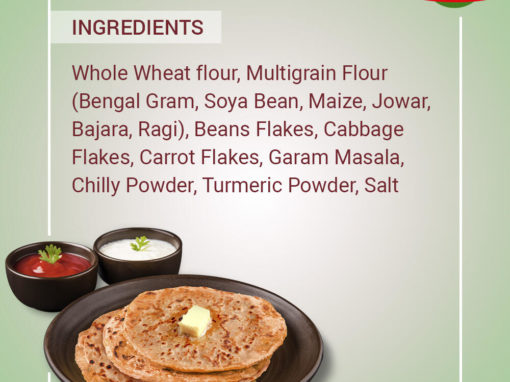 INGREDIENTS
Whole Wheat flour, Multigrain Flour
(Bengal Gram, Soya Bean, Maize, Jowar,
Bajara, Ragi), Beans Flakes, Cabbage
Flakes, Carrot Flakes, Garam Masala,
Chilly Powder, Turmeric Powder, Salt